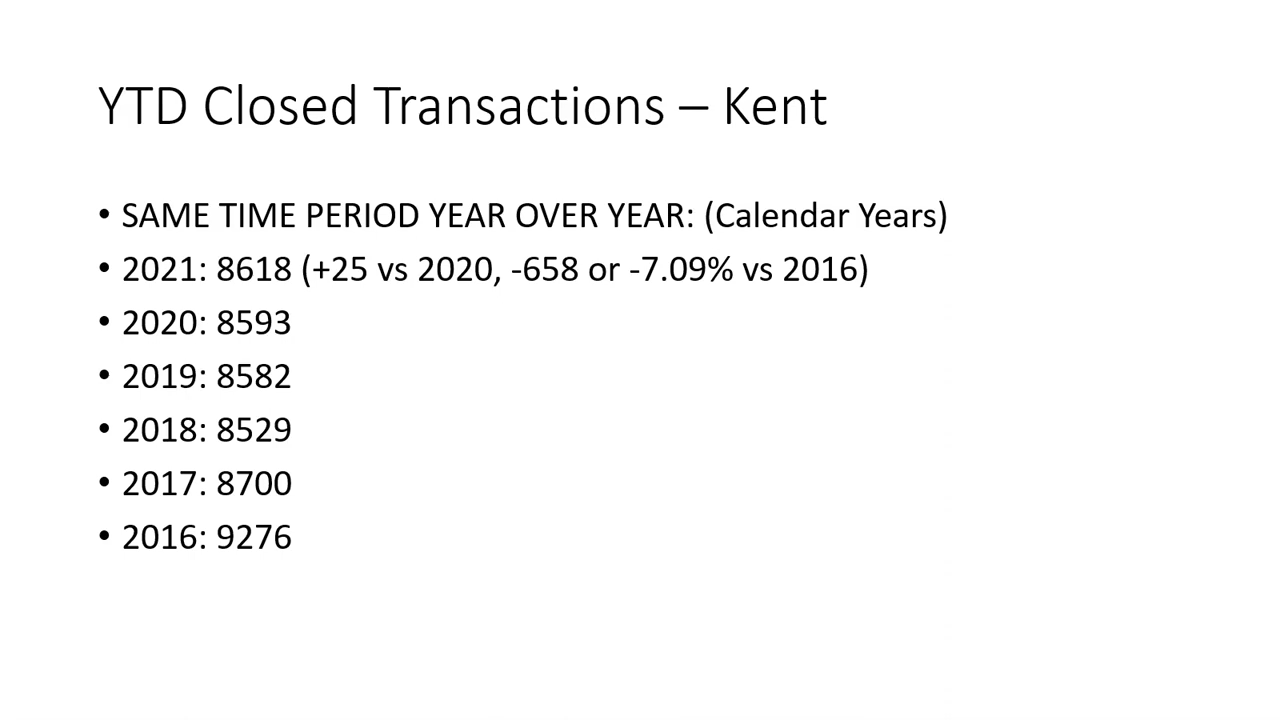 YTD Closed Transactions – Kent
• SAME TIME PERIOD YEAR OVER YEAR: (Calendar Years)
• 2021: 8618 (+25 vs 2020, -658 or -7.09% vs 2016)
• 2020: 8593
• 2019: 8582
• 2018: 8529
• 2017: 8700
• 2016: 9276